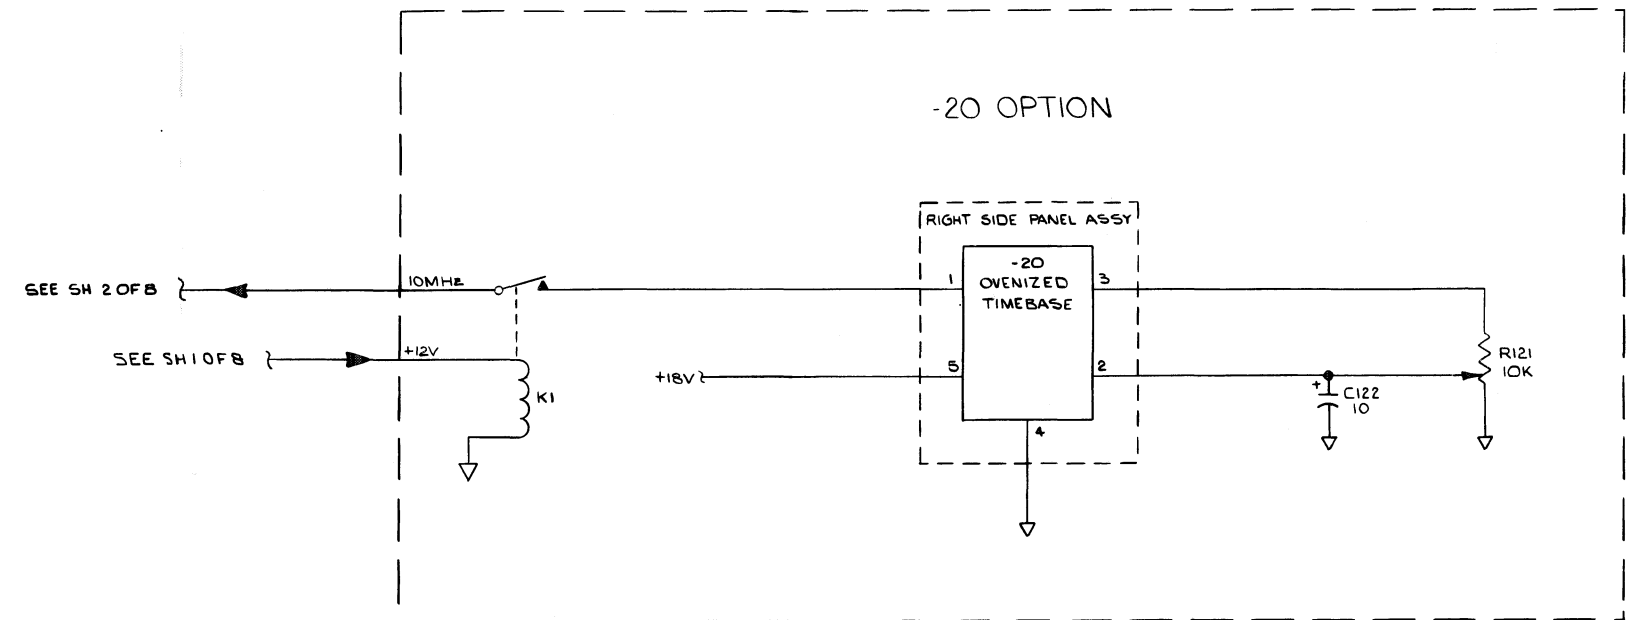 -20 OPTION
RIGHT SIDE PANEL ASSY
-20
OVENIZED
TIMEBASE
1
3
5
2
4
SEE SH 2 OF 8
10MHz
SEE SH 1 OF 8
+12V
K1
+18V
R121
10K
+
C122
10